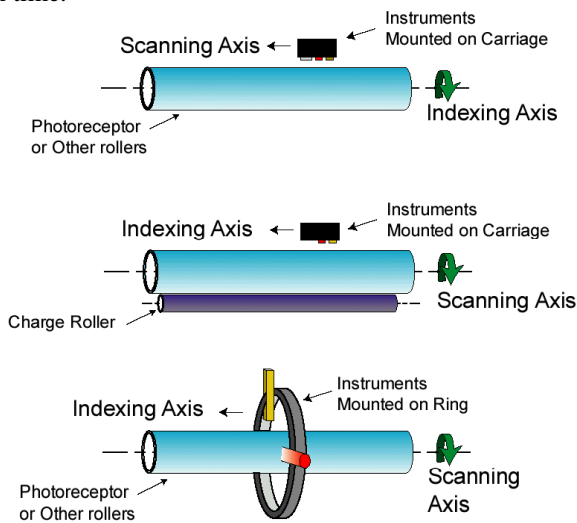 Instruments
Mounted on Carriage
Scanning Axis
Indexing Axis
Photoreceptor
or Other rollers
Instruments
Mounted on Carriage
Indexing Axis
Scanning Axis
Charge Roller
Instruments
Mounted on Ring
Indexing Axis
Scanning
Axis
Photoreceptor
or Other rollers